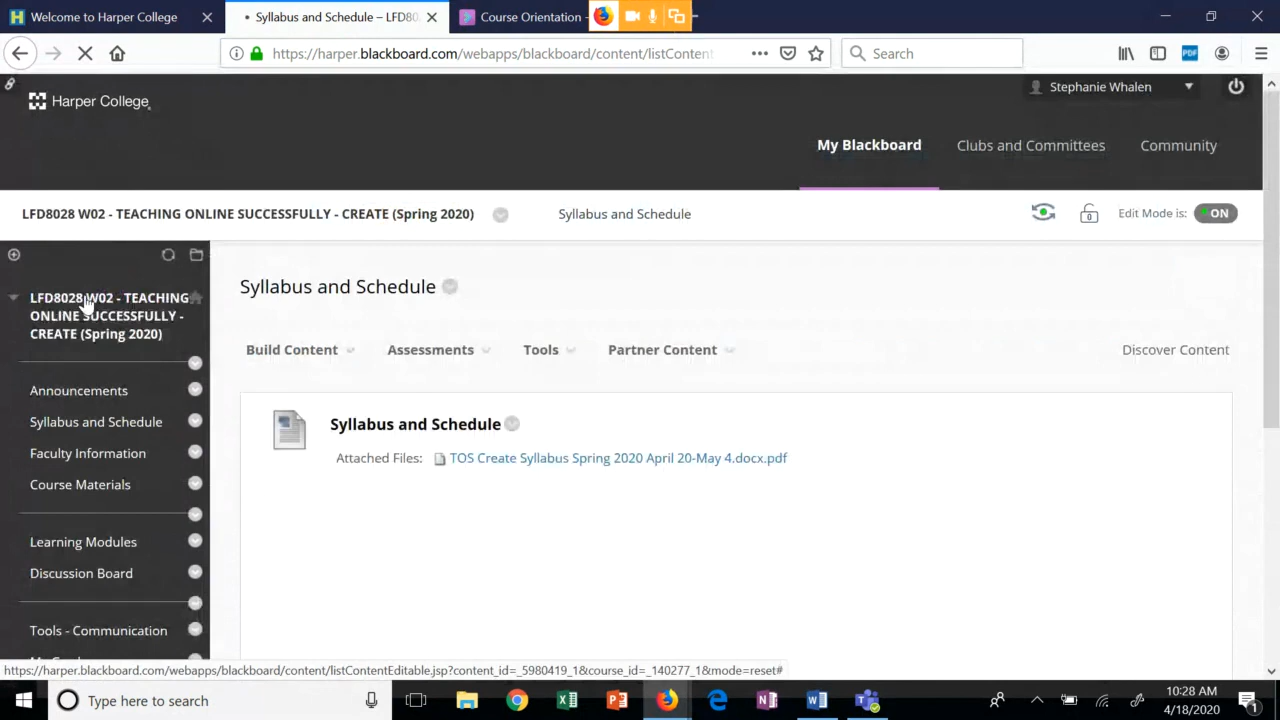 Welcome to Harper College
Syllabus and Schedule – LFD80
Course Orientation -
https://harper.blackboard.com/webapps/blackboard/content/listContent
Search
Harper College
Stephanie Whalen
My Blackboard
Clubs and Committees
Community
LFD8028 W02 - TEACHING ONLINE SUCCESSFULLY - CREATE (Spring 2020)
Syllabus and Schedule
0
Edit Mode is:
ON
LFD8028 W02 - TEACHING
ONLINE SUCCESSFULLY -
CREATE (Spring 2020)
Announcements
Syllabus and Schedule
Faculty Information
Course Materials
Learning Modules
Discussion Board
Tools - Communication
Syllabus and Schedule
Build Content
Assessments
Tools
Partner Content
Discover Content
Syllabus and Schedule
Attached Files:
TOS Create Syllabus Spring 2020 April 20-May 4.docx.pdf
https://harper.blackboard.com/webapps/blackboard/content/listContentEditable.jsp?content_id=_5980419_1&course_id=_140277_1&mode=reset#
Type here to search
10:28 AM
4/18/2020
1